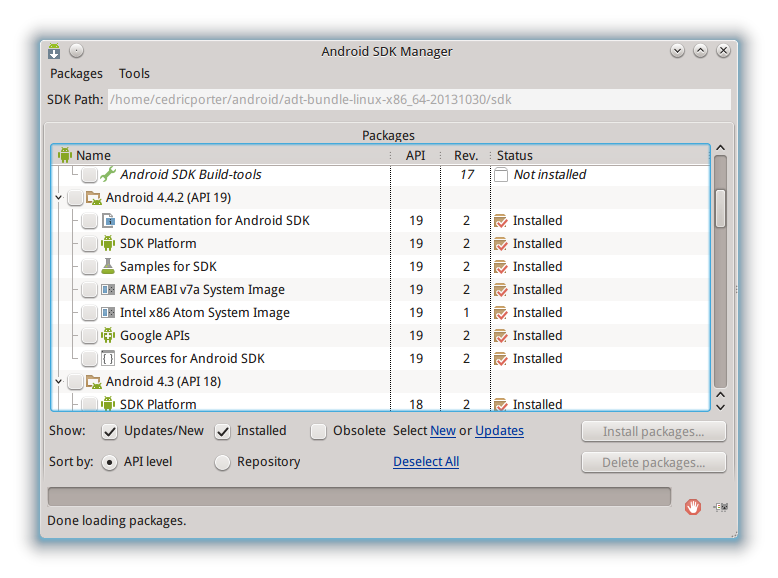 Android SDK Manager
Packages Tools
SDK Path: /home/cedricporter/android/adt-bundle-linux-x86_64-20131030/sdk
Packages
Name API Rev. Status
Android SDK Build-tools 17 Not installed
Android 4.4.2 (API 19)
Documentation for Android SDK 19 2 Installed
SDK Platform 19 2 Installed
Samples for SDK 19 2 Installed
ARM EABI v7a System Image 19 2 Installed
Intel x86 Atom System Image 19 1 Installed
Google APIs 19 2 Installed
Sources for Android SDK 19 2 Installed
Android 4.3 (API 18)
SDK Platform 18 2 Installed
Show: Updates/New Installed Obsolete Select New or Updates Install packages...
Sort by: API level Repository Deselect All Delete packages...
Done loading packages.